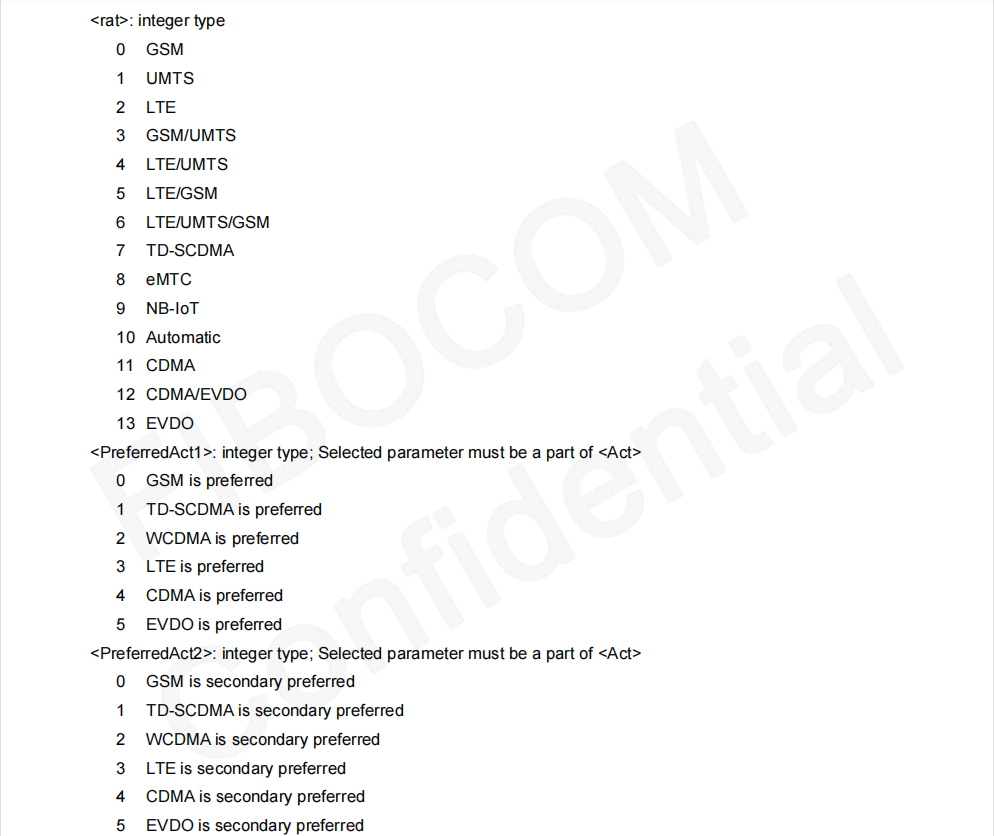 <rat>: integer type
0 GSM
1 UMTS
2 LTE
3 GSM/UMTS
4 LTE/UMTS
5 LTE/GSM
6 LTE/UMTS/GSM
7 TD-SCDMA
8 eMTC
9 NB-IoT
10 Automatic
11 CDMA
12 CDMA/EVDO
13 EVDO
<PreferredAct1>: integer type; Selected parameter must be a part of <Act>
0 GSM is preferred
1 TD-SCDMA is preferred
2 WCDMA is preferred
3 LTE is preferred
4 CDMA is preferred
5 EVDO is preferred
<PreferredAct2>: integer type; Selected parameter must be a part of <Act>
0 GSM is secondary preferred
1 TD-SCDMA is secondary preferred
2 WCDMA is secondary preferred
3 LTE is secondary preferred
4 CDMA is secondary preferred
5 EVDO is secondary preferred
FIBOCOM
Confidential